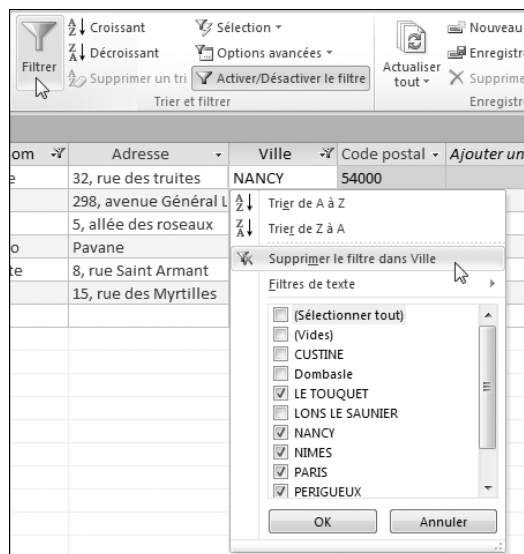 Croissant
Sélection
Nouveau
Décroissant
Options avancées
Enregistre
Filtrer
Supprimer un tri
Activer/Désactiver le filtre
Actualiser tout
Supprime
Trier et filtrer
Enregistr
om Adresse Ville Code postal Ajouter un
e 32, rue des truites NANCY 54000
298, avenue Général L
5, allée des roseaux
o Pavane
te 8, rue Saint Armant
15, rue des Myrtilles
Trier de A à Z
Trier de Z à A
Supprimer le filtre dans Ville
Filtres de texte
(Sélectionner tout)
(Vides)
CUSTINE
Dombasle
LE TOUQUET
LONS LE SAUNIER
NANCY
NIMES
PARIS
PERIGUEUX
OK Annuler